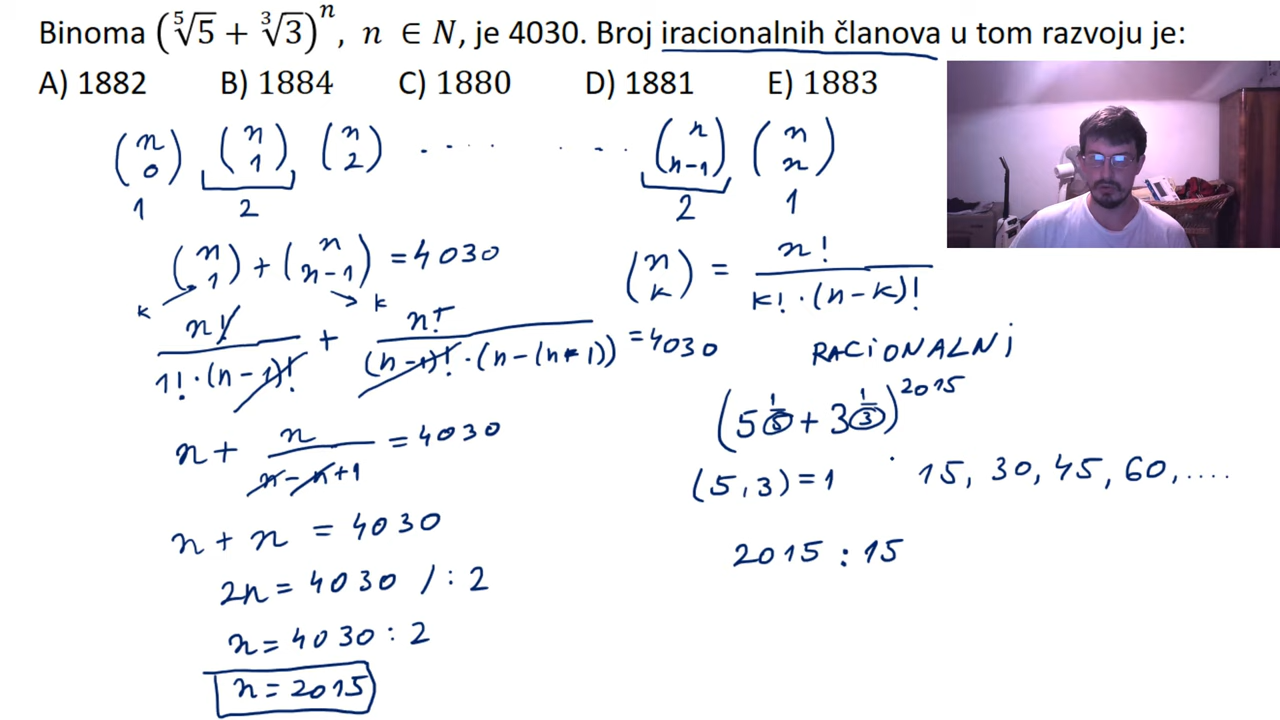 Binoma (⁵√5 + ³√3)ⁿ, n ∈ N, je 4030. Broj iracionalnih članova u tom razvoju je:
A) 1882 B) 1884 C) 1880 D) 1881 E) 1883
(n 0) (n 1) (n 2) ..... ... (n n-1) (n n)
1 2 2 1
(n 1) + (n n-1) = 4030
k k
n! / 1!·(n-1)! + n! / (n-1)!·(n-(n-1)) = 4030
n + n / n-n+1 = 4030
n + n = 4030
2n = 4030 /:2
n = 4030 : 2
n = 2015
(n k) = n! / k!·(n-k)!
RACIONALNI
(5^(1/5) + 3^(1/3))^2015
(5,3) = 1 15, 30, 45, 60, ....
2015 : 15